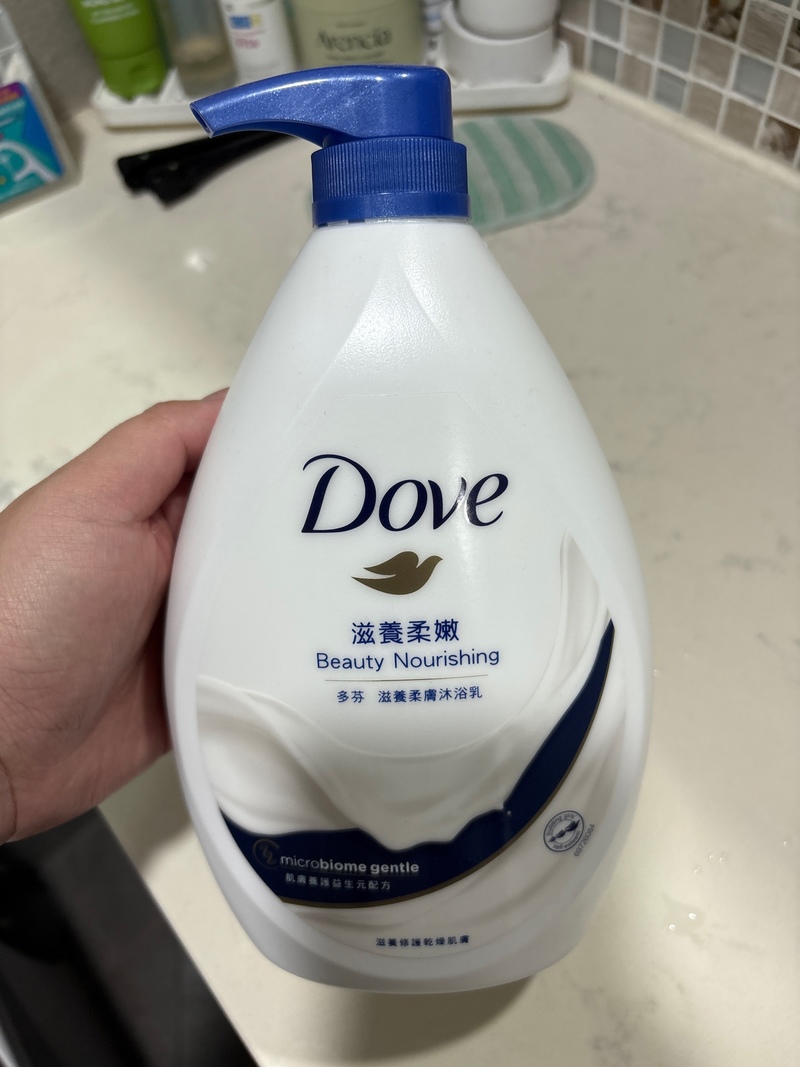 Avancia
Dove
滋養柔嫩
Beauty Nourishing
多芬 滋養柔膚沐浴乳
microbiome gentle
肌膚養護益生元配方
滋養修護乾燥肌膚